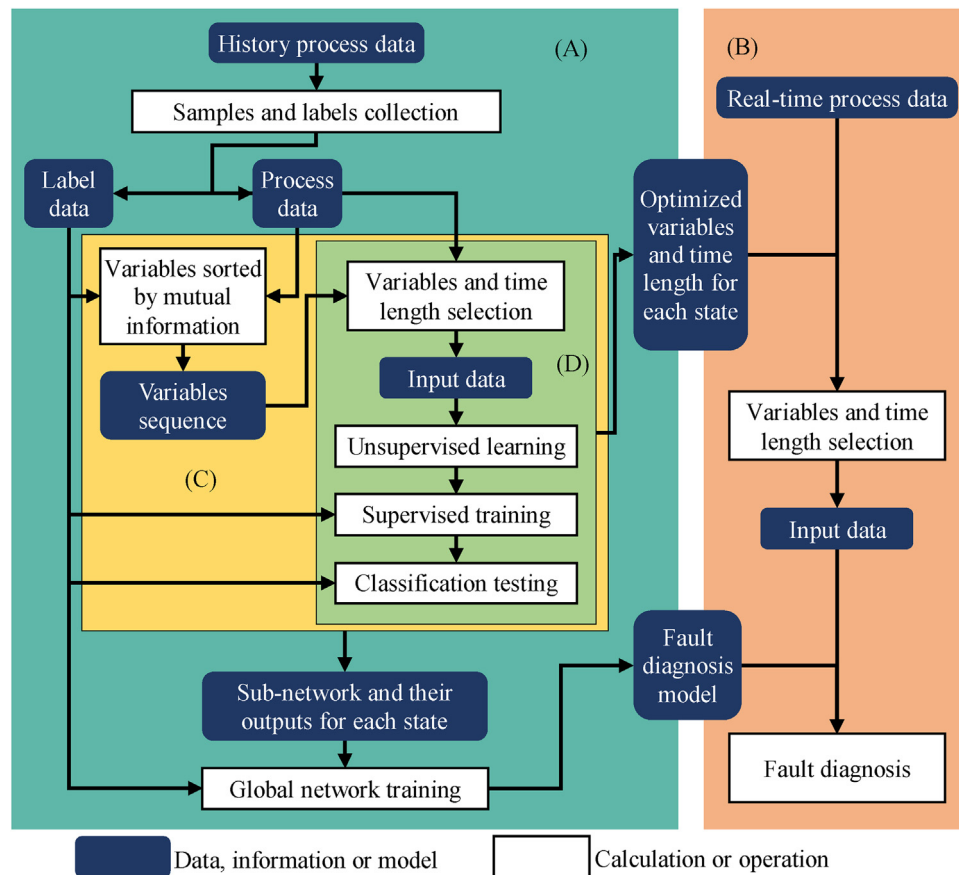 (A)
History process data
Samples and labels collection
Label
data
Process
data
Variables sorted
by mutual
information
Variables
sequence
(C)
Variables and time
length selection
Input data
(D)
Unsupervised learning
Supervised training
Classification testing
Sub-network and their
outputs for each state
Global network training
Optimized
variables
and time
length for
each state
Fault
diagnosis
model
(B)
Real-time process data
Variables and time
length selection
Input data
Fault diagnosis
Data, information or model
Calculation or operation